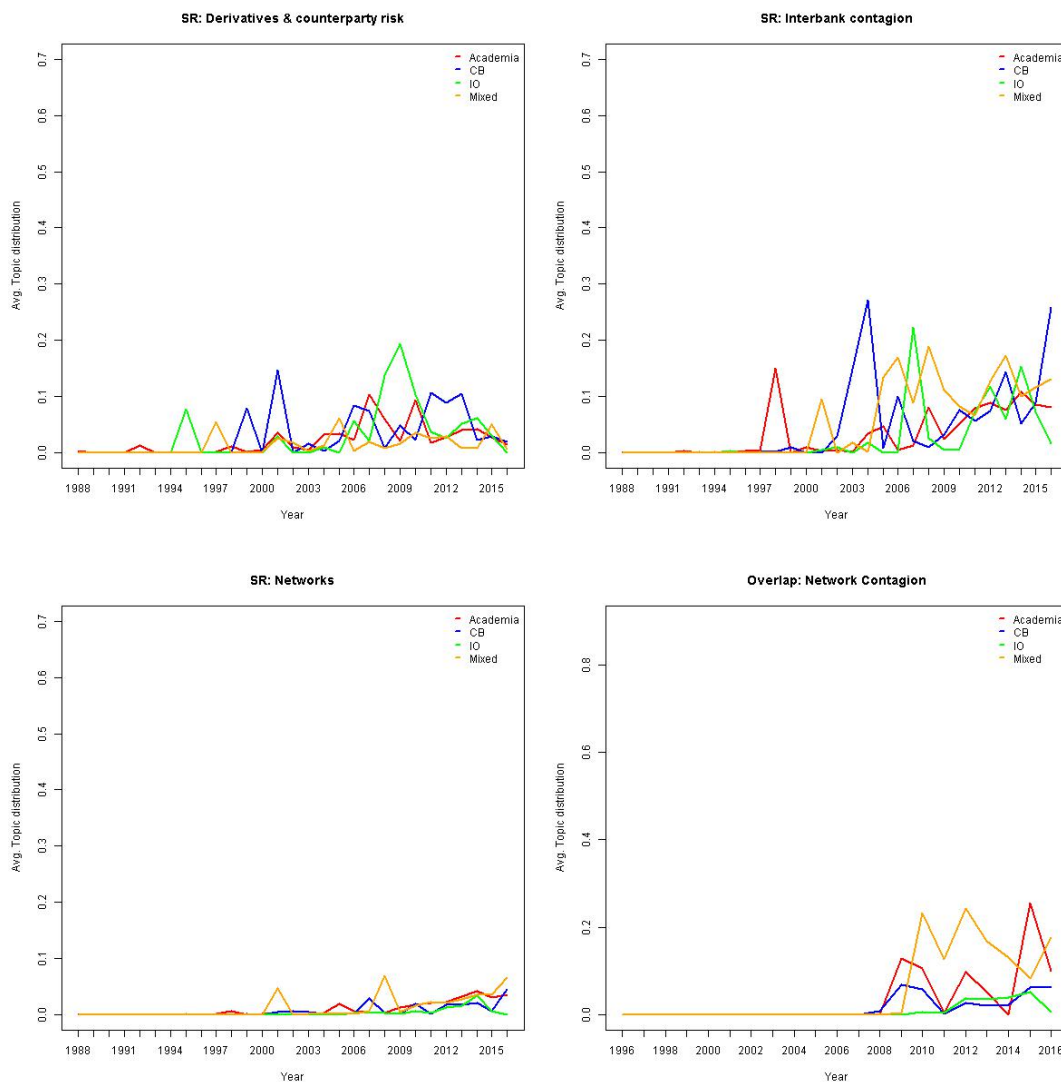 SR: Derivatives & counterparty risk
Academia
CB
IO
Mixed
0.7
0.6
0.5
0.4
0.3
0.2
0.1
0.0
Avg. Topic distribution
1988 1991 1994 1997 2000 2003 2006 2009 2012 2015
Year
SR: Interbank contagion
Academia
CB
IO
Mixed
0.7
0.6
0.5
0.4
0.3
0.2
0.1
0.0
Avg. Topic distribution
1988 1991 1994 1997 2000 2003 2006 2009 2012 2015
Year
SR: Networks
Academia
CB
IO
Mixed
0.7
0.6
0.5
0.4
0.3
0.2
0.1
0.0
Avg. Topic distribution
1988 1991 1994 1997 2000 2003 2006 2009 2012 2015
Year
Overlap: Network Contagion
Academia
CB
IO
Mixed
0.8
0.6
0.4
0.2
0.0
Avg. Topic distribution
1996 1998 2000 2002 2004 2006 2008 2010 2012 2014 2016
Year